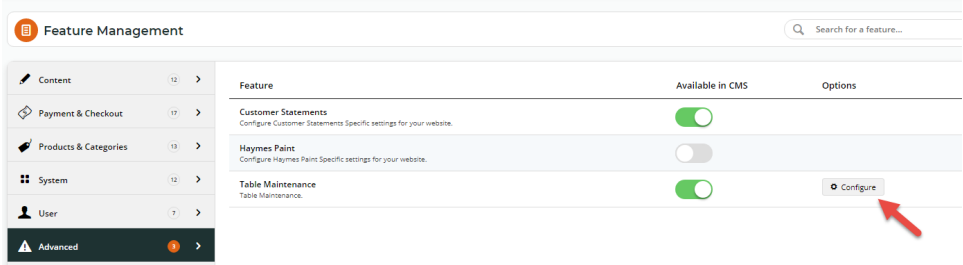 Feature Management
Search for a feature...
Content 12
Payment & Checkout 17
Products & Categories 13
System 12
User 7
Advanced 3
Feature Available in CMS Options
Customer Statements
Configure Customer Statements Specific settings for your website.
Haymes Paint
Configure Haymes Paint Specific settings for your website.
Table Maintenance
Table Maintenance.
Configure